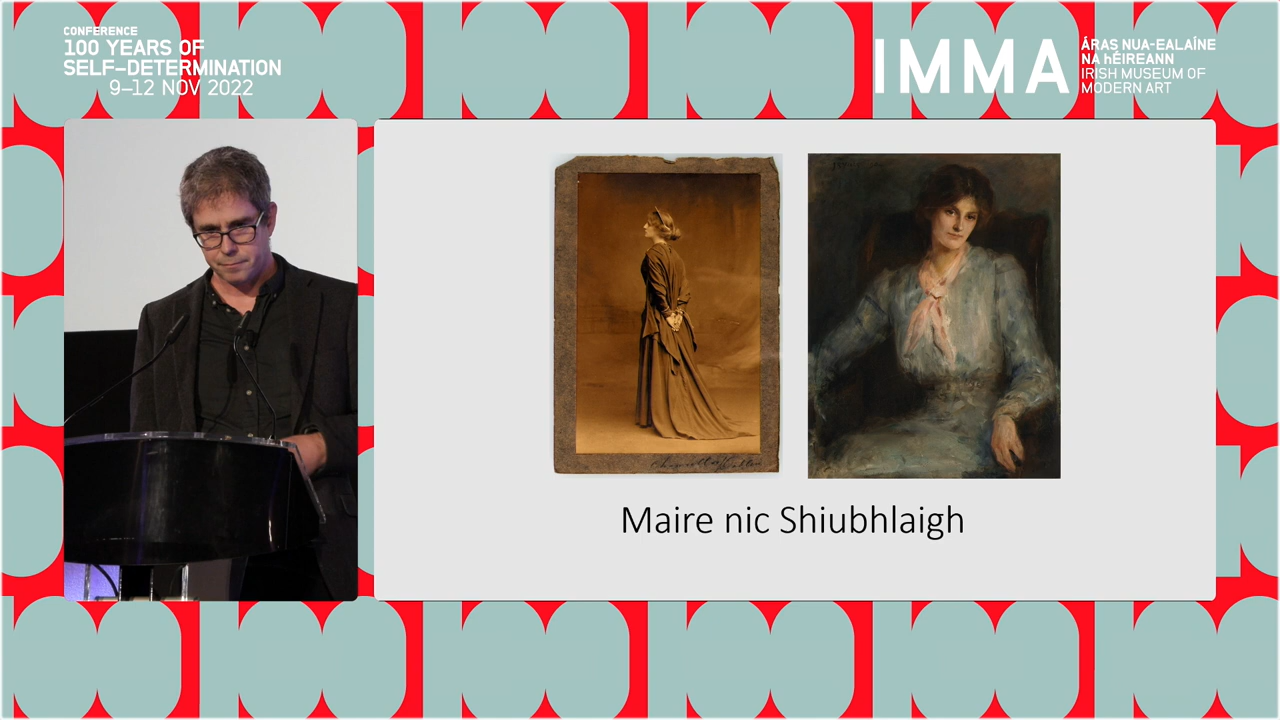 CONFERENCE
100 YEARS OF
SELF–DETERMINATION
9–12 NOV 2022
IMMA
ÁRAS NUA-EALAÍNE
NA hÉIREANN
IRISH MUSEUM OF
MODERN ART
Maire nic Shiubhlaigh